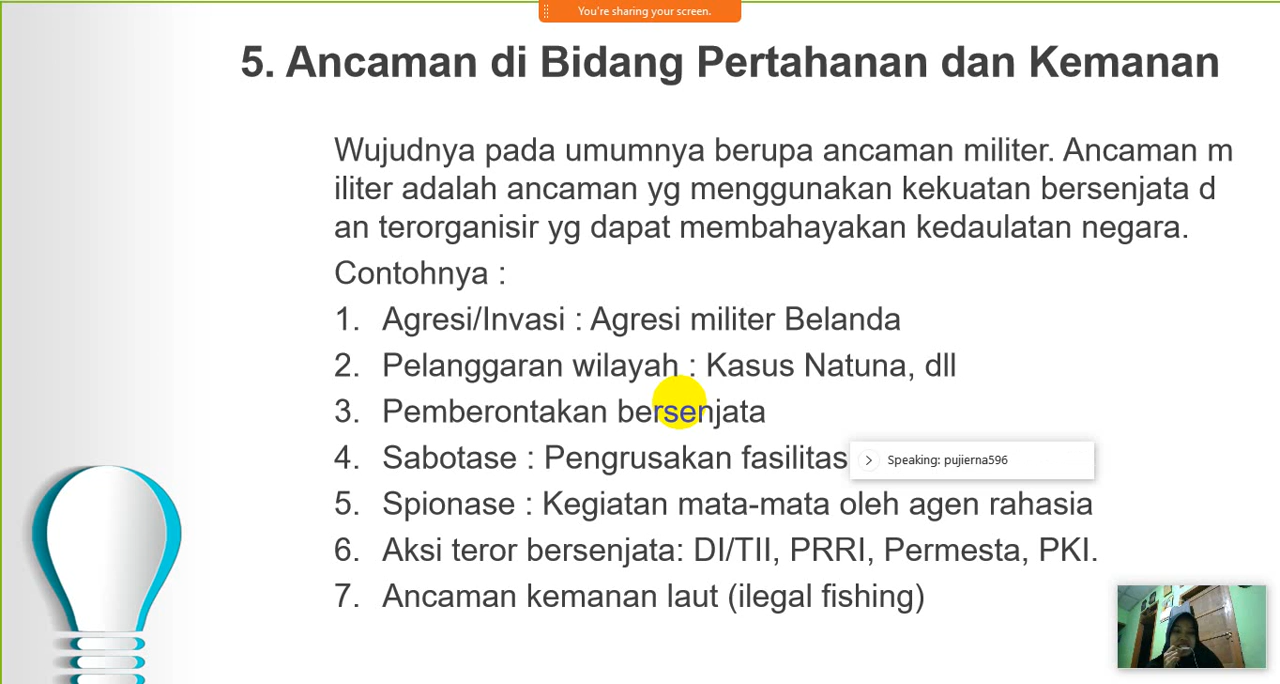 You're sharing your screen.
5. Ancaman di Bidang Pertahanan dan Kemanan
Wujudnya pada umumnya berupa ancaman militer. Ancaman m
iliter adalah ancaman yg menggunakan kekuatan bersenjata d
an terorganisir yg dapat membahayakan kedaulatan negara.
Contohnya :
1. Agresi/Invasi : Agresi militer Belanda
2. Pelanggaran wilayah : Kasus Natuna, dll
3. Pemberontakan bersenjata
4. Sabotase : Pengrusakan fasilitas
Speaking: pujierna596
5. Spionase : Kegiatan mata-mata oleh agen rahasia
6. Aksi teror bersenjata: DI/TII, PRRI, Permesta, PKI.
7. Ancaman kemanan laut (ilegal fishing)